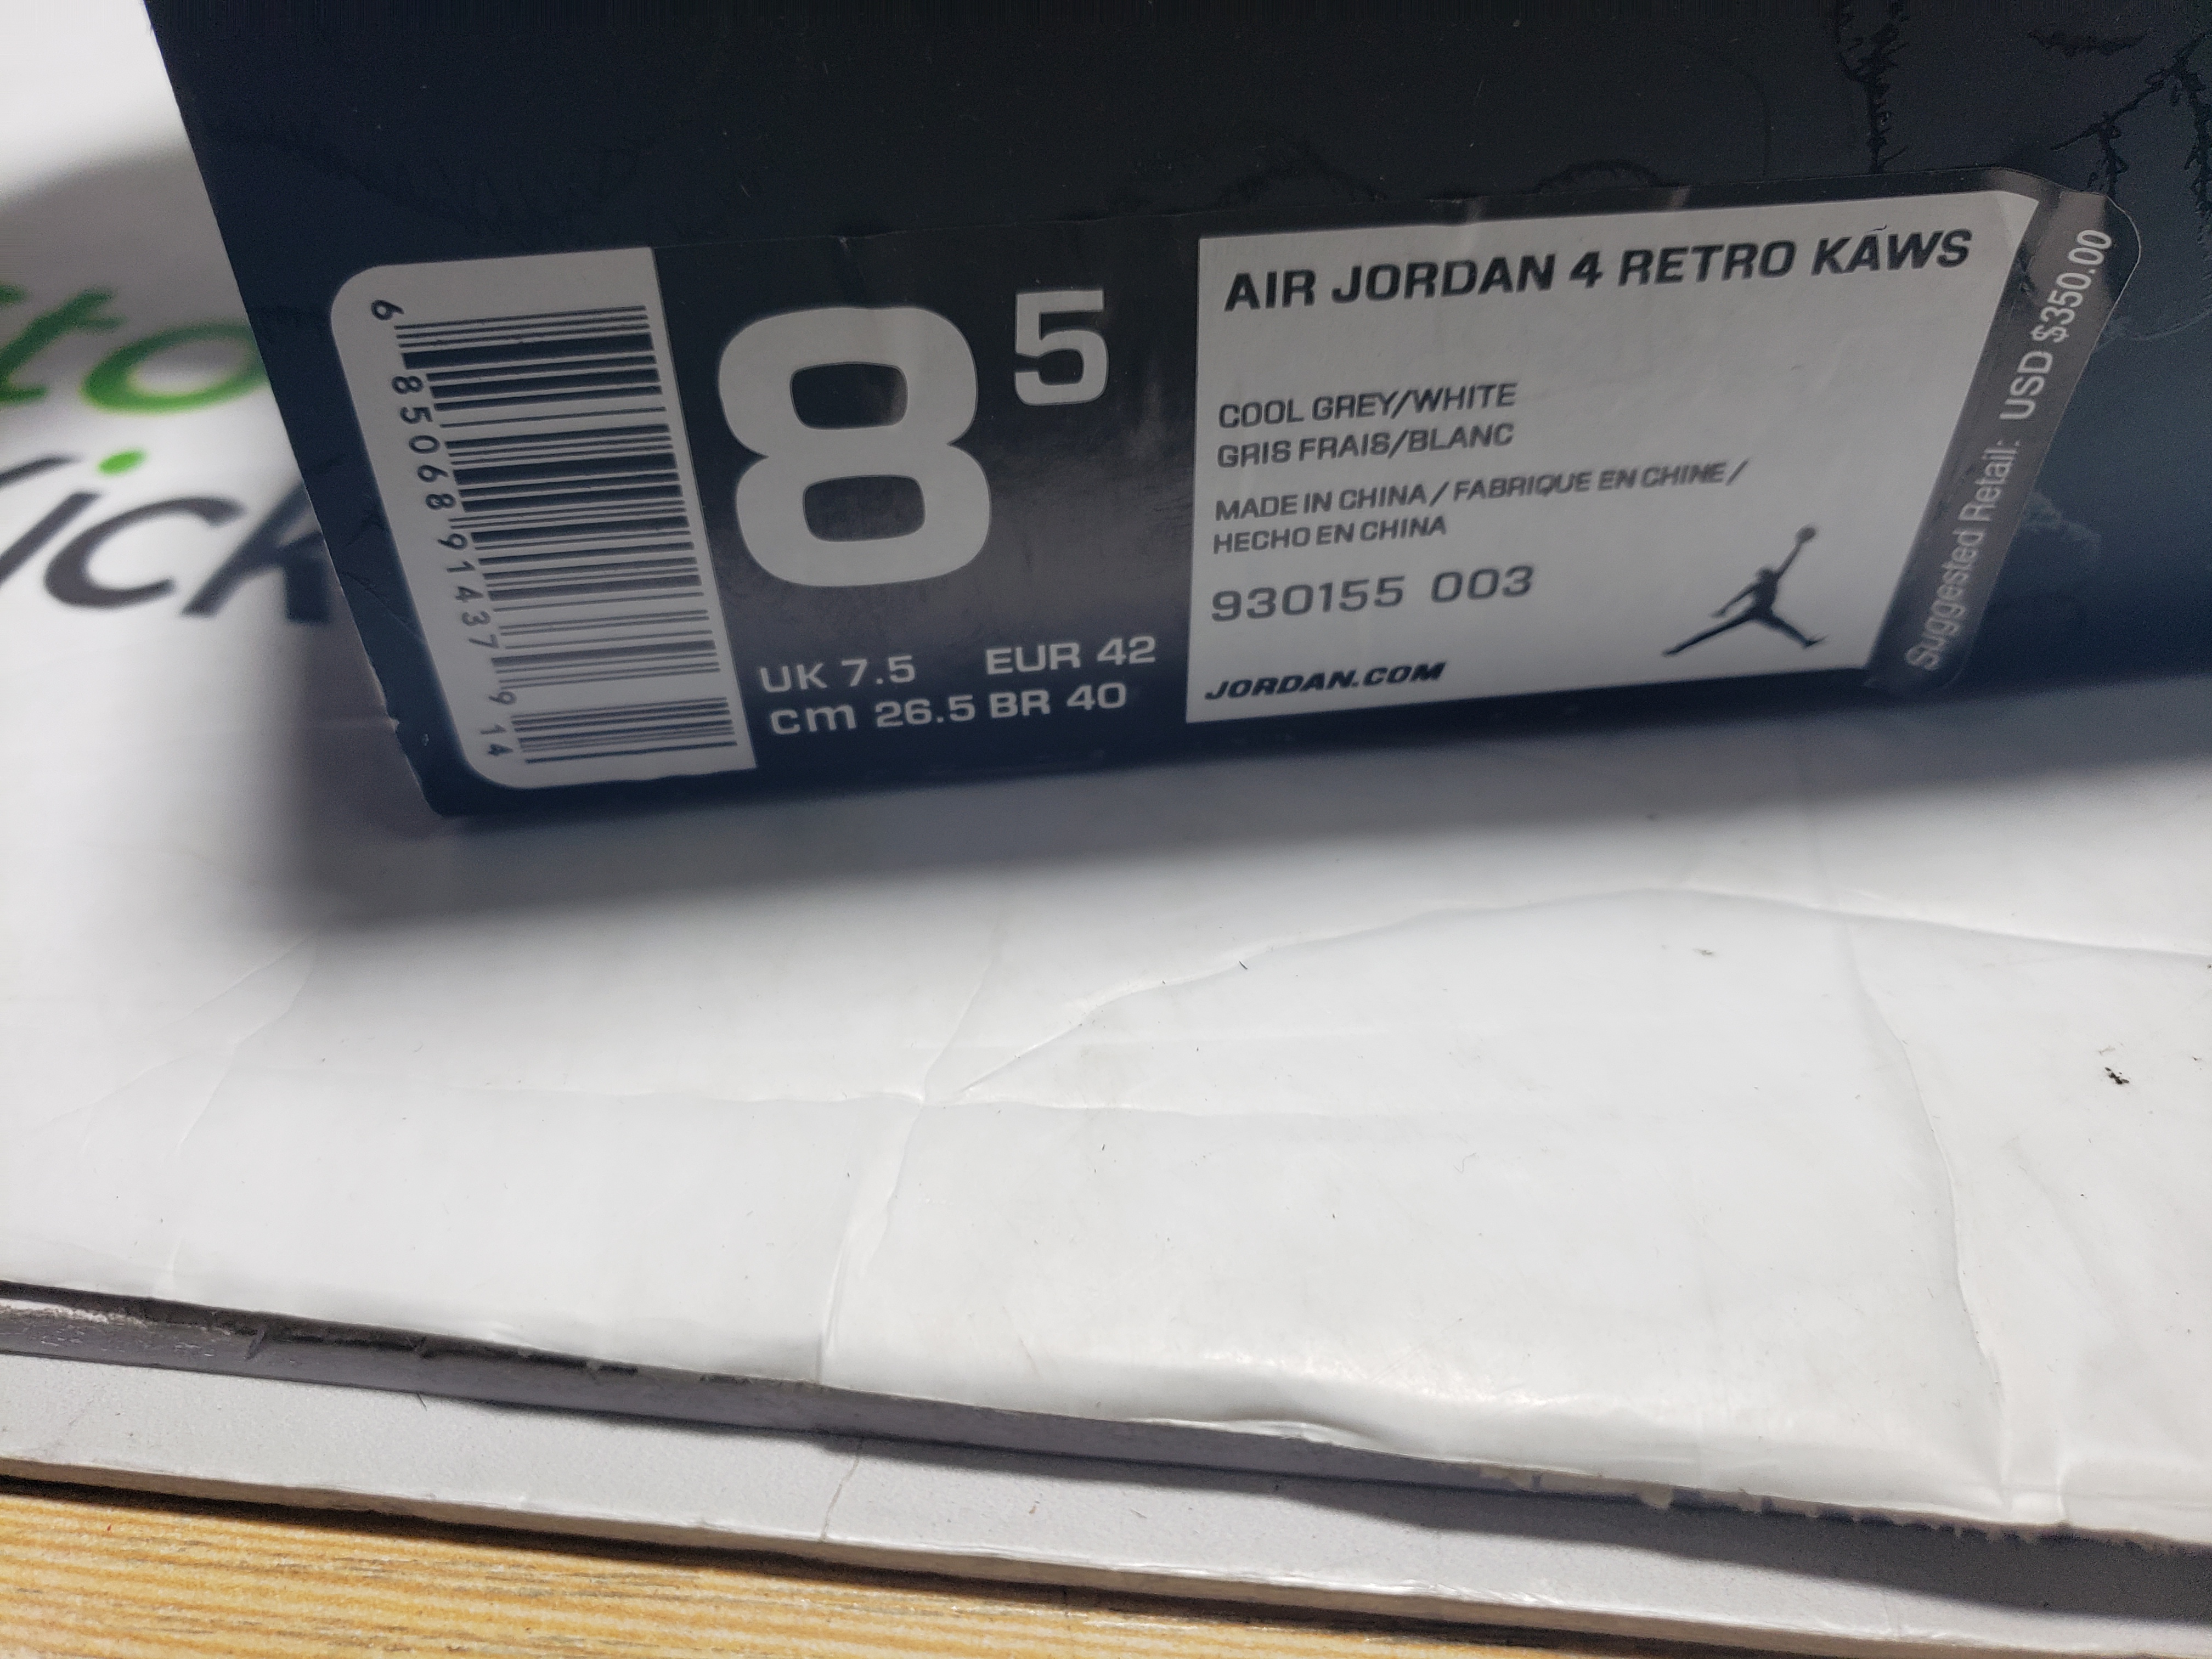 6 85068 91437 9 14
8 5
UK 7.5 EUR 42
cm 26.5 BR 40
AIR JORDAN 4 RETRO KAWS
COOL GREY/WHITE
GRIS FRAIS/BLANC
MADE IN CHINA / FABRIQUE EN CHINE /
HECHO EN CHINA
930155 003
JORDAN.COM
Suggested Retail: USD $350.00